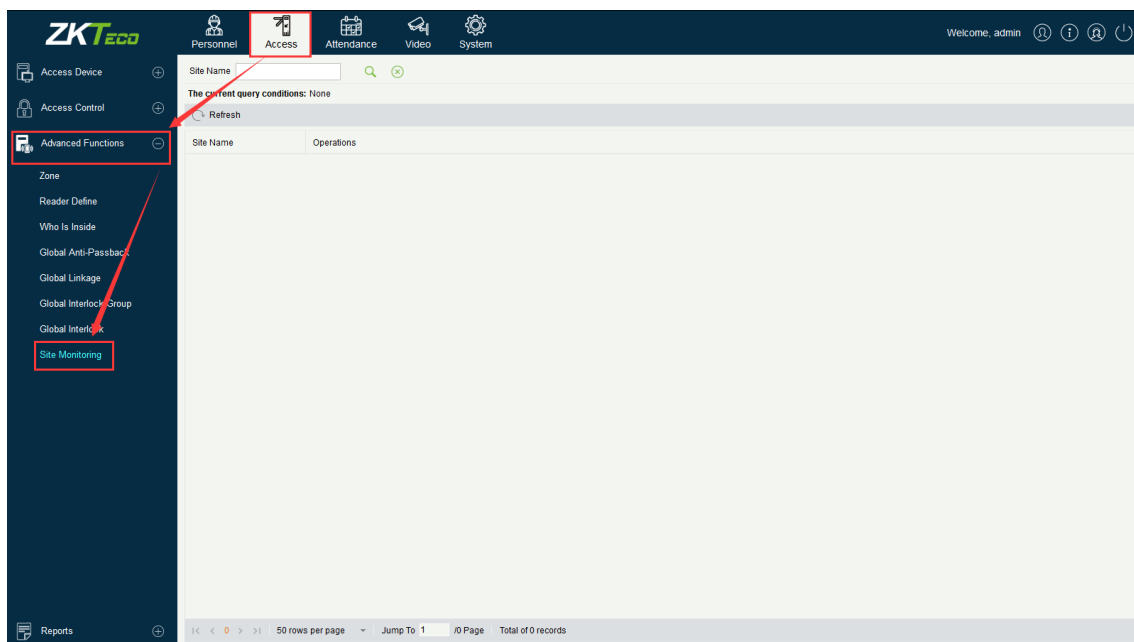 ZKTeco
Personnel
Access
Attendance
Video
System
Welcome, admin
Access Device
Access Control
Advanced Functions
Zone
Reader Define
Who Is Inside
Global Anti-Passback
Global Linkage
Global Interlock Group
Global Interlock
Site Monitoring
Reports
Site Name
The current query conditions: None
Refresh
Site Name Operations
0 50 rows per page Jump To 1 /0 Page Total of 0 records